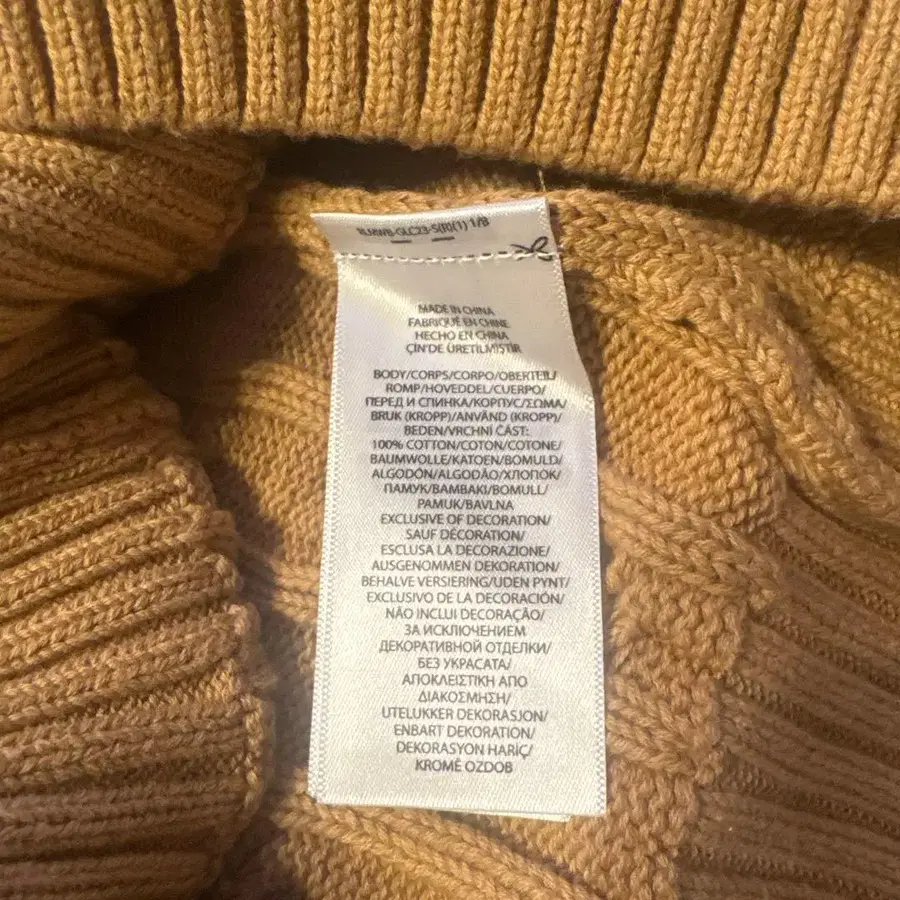 MADE IN CHINA
FABRIQUÉ EN CHINE
HECHO EN CHINA
ÇİN'DE ÜRETİLMİŞTİR
BODY/CORPS/CORPO/OBERTEIL/
ROMP/HOVEDDEL/CUERPO/
ПЕРЕД И СПИНКА/КОРПУС/ΣΩΜΑ/
BRUK (KROPP)/ANVÄND (KROPP)/
BEDEN/VRCHNÍ ČÁST:
100% COTTON/COTON/COTONE/
BAUMWOLLE/KATOEN/BOMULD/
ALGODÓN/ALGODÃO/ХЛОПОК/
ПАМУК/ΒΑΜΒΑΚΙ/BOMULL/
PAMUK/BAVLNA
EXCLUSIVE OF DECORATION/
SAUF DÉCORATION/
ESCLUSA LA DECORAZIONE/
AUSGENOMMEN DEKORATION/
BEHALVE VERSIERING/UDEN PYNT/
EXCLUSIVO DE LA DECORACIÓN/
NÃO INCLUI DECORAÇÃO/
ЗА ИСКЛЮЧЕНИЕМ
ДЕКОРАТИВНОЙ ОТДЕЛКИ/
БЕЗ УКРАСАТА/
ΑΠΟΚΛΕΙΣΤΙΚΗ ΑΠΟ
ΔΙΑΚΟΣΜΗΣΗ/
UTELUKKER DEKORASJON/
ENBART DEKORATION/
DEKORASYON HARİÇ/
KROMĚ OZDOB